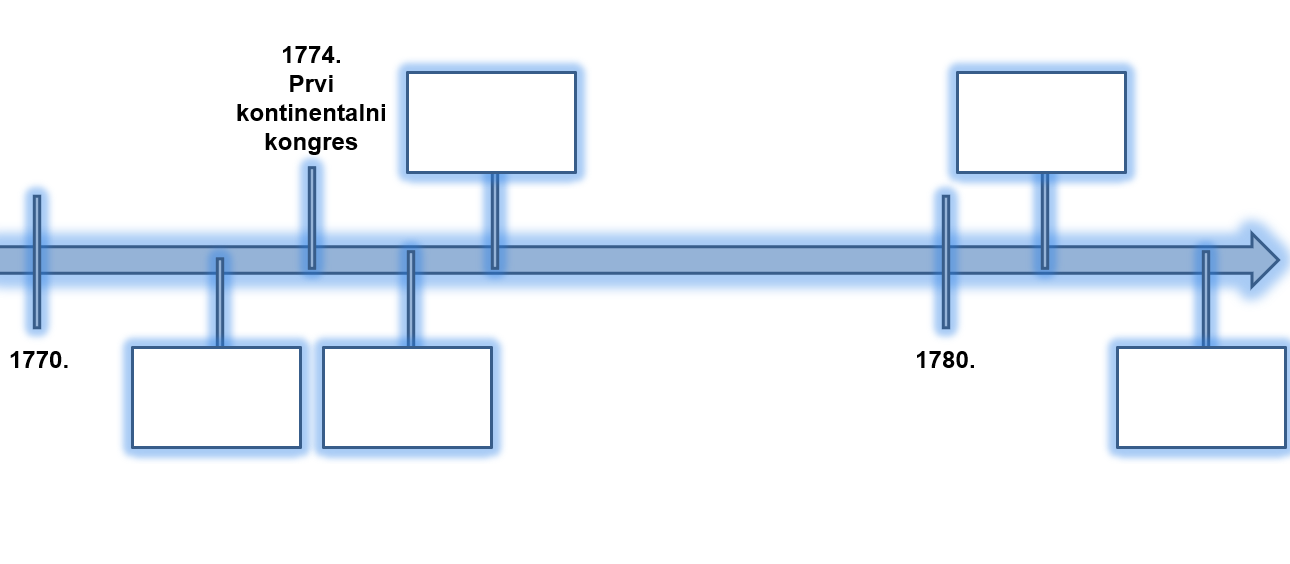 1774.
Prvi
kontinentalni
kongres
1770.
1780.